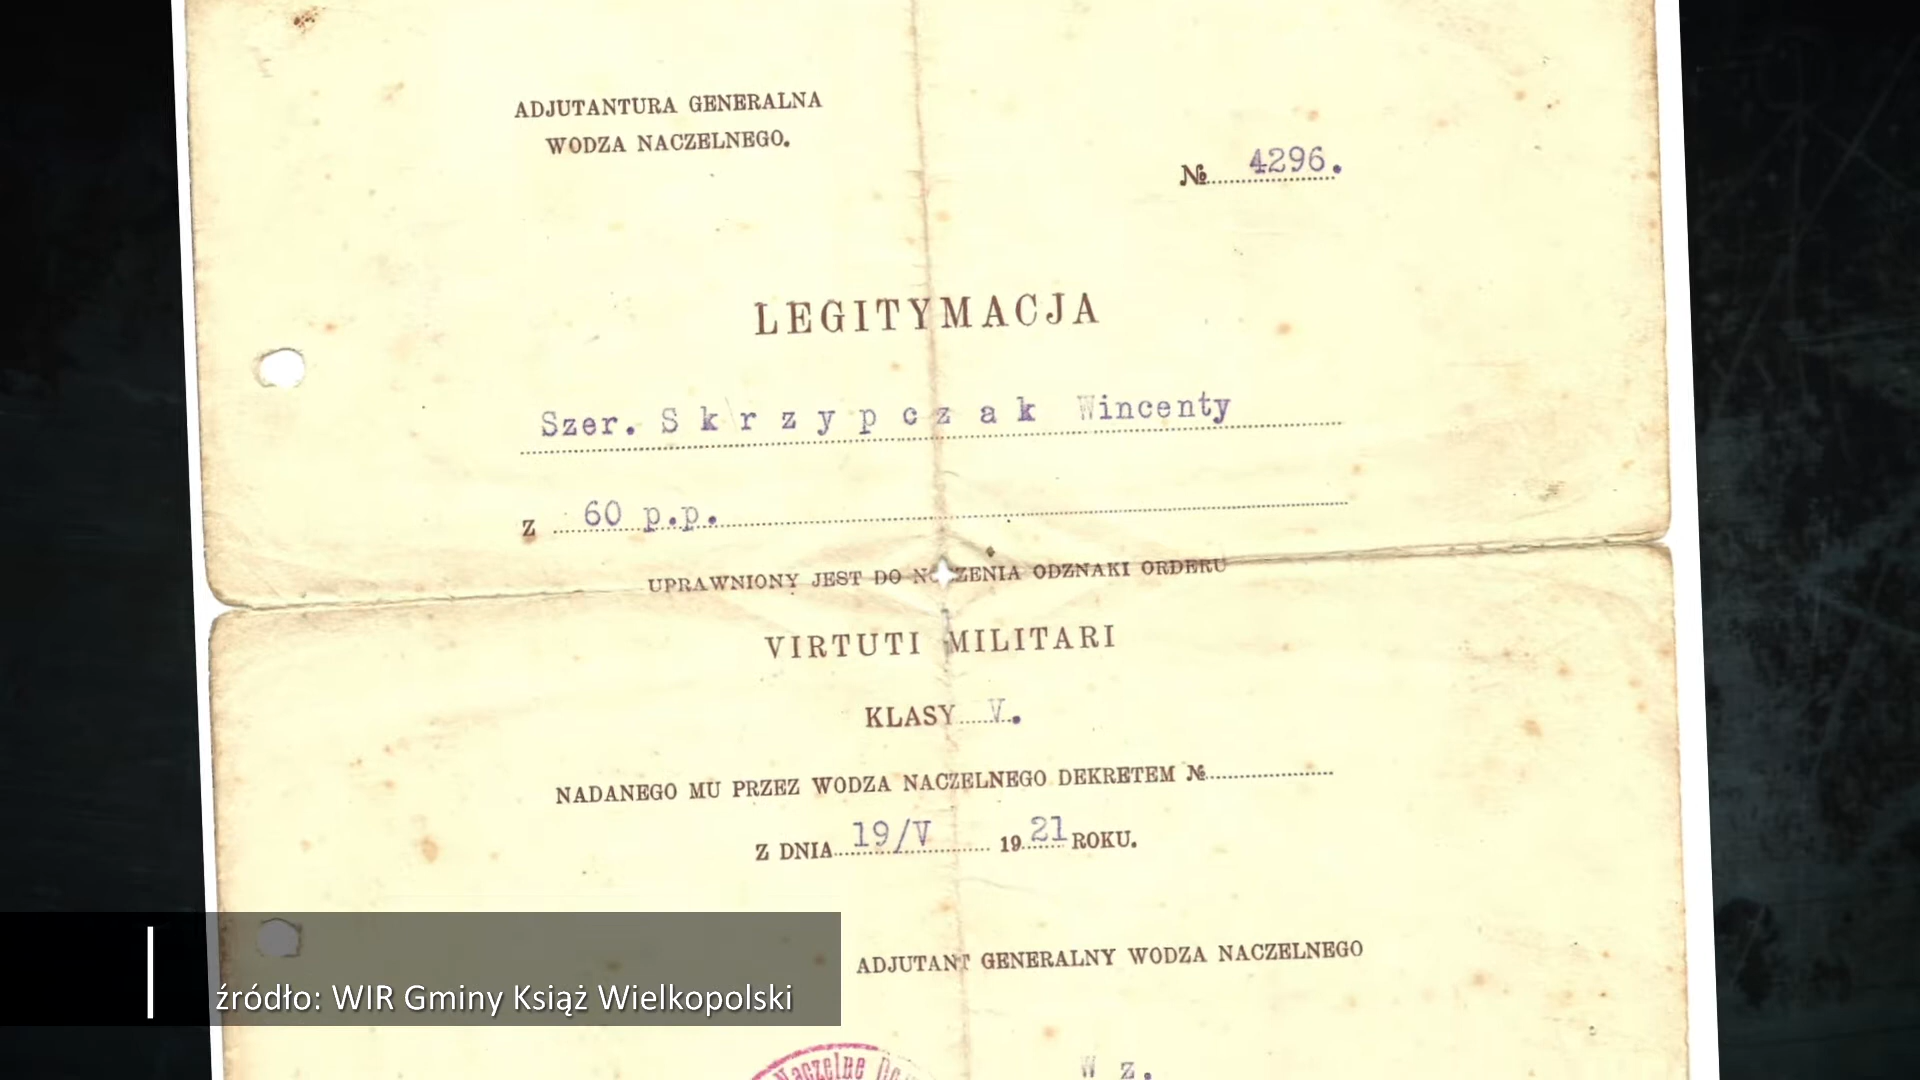 ADJUTANTURA GENERALNA
WODZA NACZELNEGO.
№ 4296.
LEGITYMACJA
Szer. Skrzypczak Wincenty
Z 60 p.p.
UPRAWNIONY JEST DO NOSZENIA ODZNAKI ORDERU
VIRTUTI MILITARI
KLASY V.
NADANEGO MU PRZEZ WODZA NACZELNEGO DEKRETEM №
Z DNIA 19/V 1921 ROKU.
ADJUTANT GENERALNY WODZA NACZELNEGO
źródło: WIR Gminy Książ Wielkopolski
Naczelne
W z.